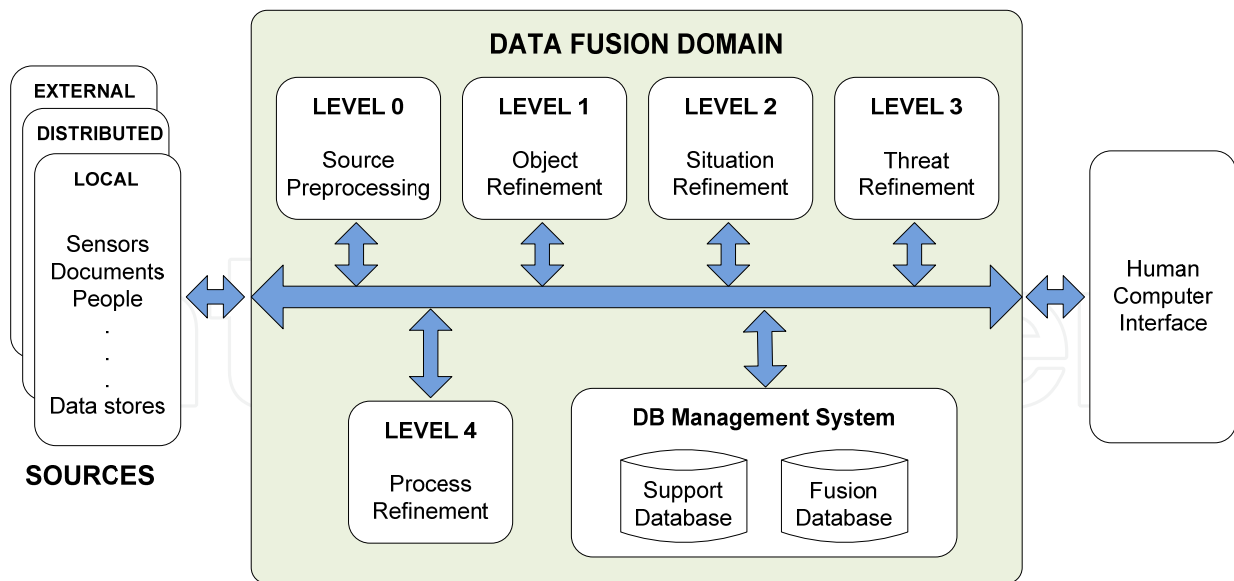 DATA FUSION DOMAIN
EXTERNAL
DISTRIBUTED
LOCAL
Sensors
Documents
People
.
.
.
Data stores
SOURCES
LEVEL 0
Source
Preprocessing
LEVEL 1
Object
Refinement
LEVEL 2
Situation
Refinement
LEVEL 3
Threat
Refinement
LEVEL 4
Process
Refinement
DB Management System
Support
Database
Fusion
Database
Human
Computer
Interface